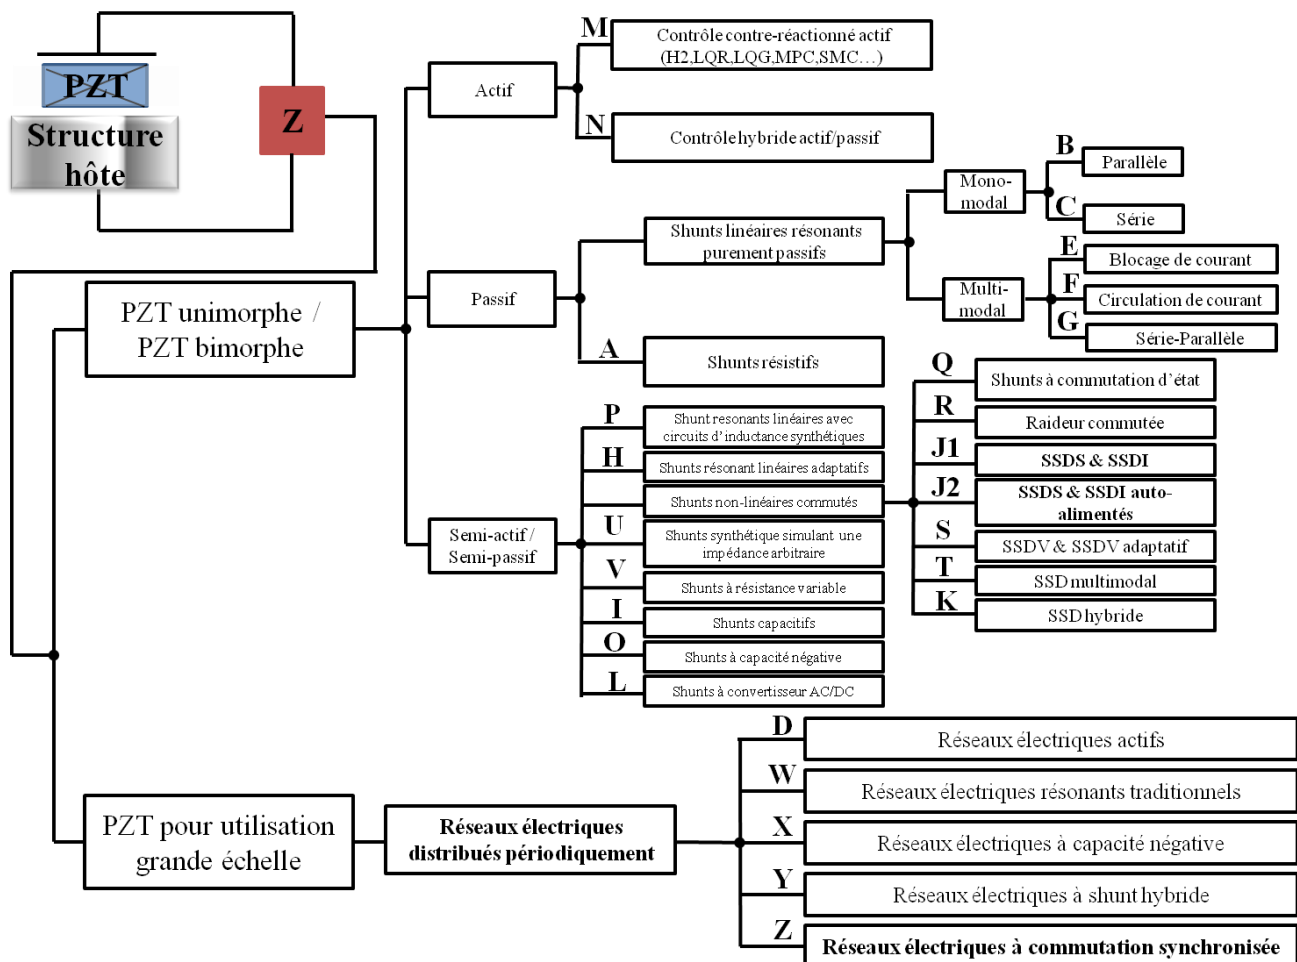 PZT
Structure
hôte
Z
M
Contrôle contre-réactionné actif
(H2,LQR,LQG,MPC,SMC…)
Actif
N
Contrôle hybride actif/passif
B
Parallèle
Mono-
modal
C
Série
Shunts linéaires résonants
purement passifs
E
Blocage de courant
Passif
Multi-
modal
F
Circulation de courant
G
Série-Parallèle
PZT unimorphe /
PZT bimorphe
A
Shunts résistifs
Q
Shunts à commutation d'état
P
Shunt resonants linéaires avec
circuits d'inductance synthétiques
R
Raideur commutée
H
Shunts résonant linéaires adaptatifs
J1
SSDS & SSDI
Shunts non-linéaires commutés
J2
SSDS & SSDI auto-
alimentés
Semi-actif /
Semi-passif
U
Shunts synthétique simulant une
impédance arbitraire
S
SSDV & SSDV adaptatif
V
Shunts à résistance variable
T
SSD multimodal
I
Shunts capacitifs
K
SSD hybride
O
Shunts à capacité négative
L
Shunts à convertisseur AC/DC
PZT pour utilisation
grande échelle
Réseaux électriques
distribués périodiquement
D
Réseaux électriques actifs
W
Réseaux électriques résonants traditionnels
X
Réseaux électriques à capacité négative
Y
Réseaux électriques à shunt hybride
Z
Réseaux électriques à commutation synchronisée